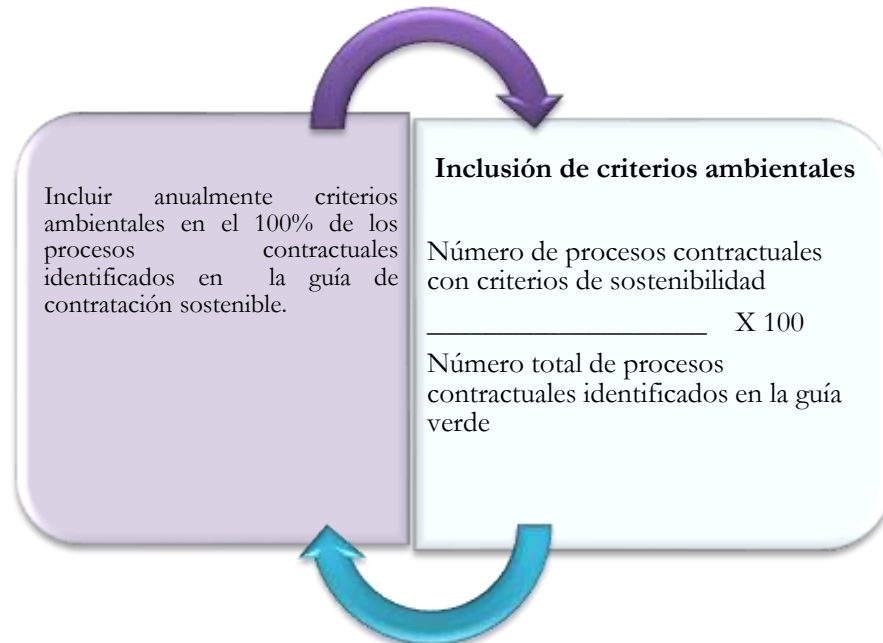 Incluir anualmente criterios
ambientales en el 100% de los
procesos contractuales
identificados en la guía de
contratación sostenible.
Inclusión de criterios ambientales
Número de procesos contractuales
con criterios de sostenibilidad
____________________ X 100
Número total de procesos
contractuales identificados en la guía
verde